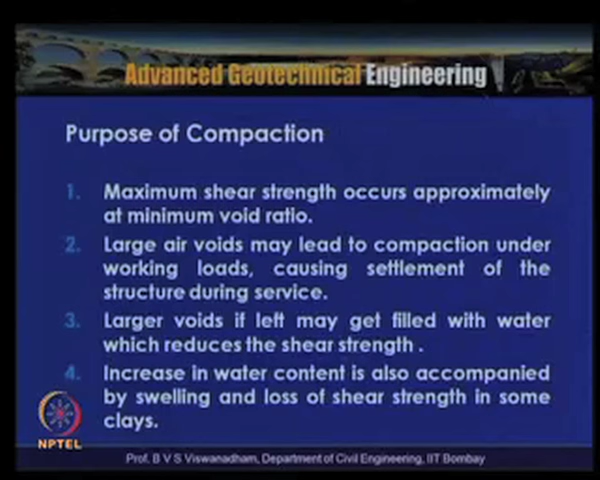 Advanced Geotechnical Engineering
Purpose of Compaction
1. Maximum shear strength occurs approximately
at minimum void ratio.
2. Large air voids may lead to compaction under
working loads, causing settlement of the
structure during service.
3. Larger voids if left may get filled with water
which reduces the shear strength .
4. Increase in water content is also accompanied
by swelling and loss of shear strength in some
clays.
NPTEL
Prof. B V S Viswanadham, Department of Civil Engineering, IIT Bombay